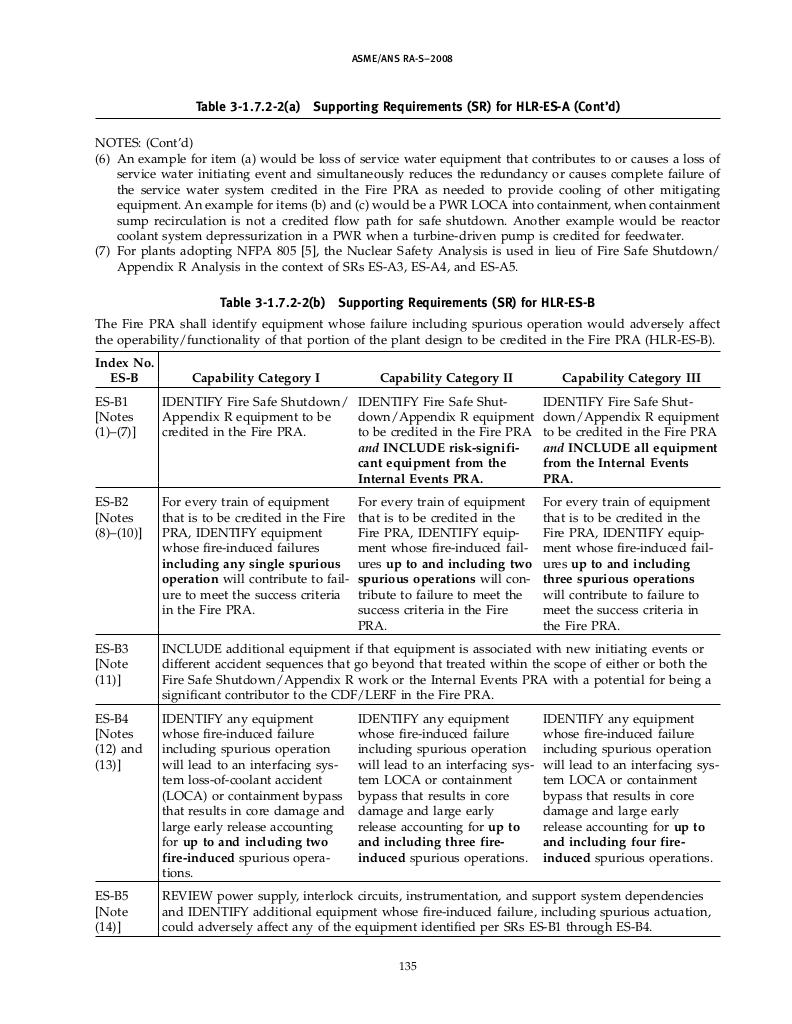 ASME/ANS RA-S–2008
Table 3-1.7.2-2(a) Supporting Requirements (SR) for HLR-ES-A (Cont'd)
NOTES: (Cont'd)
(6) An example for item (a) would be loss of service water equipment that contributes to or causes a loss of
service water initiating event and simultaneously reduces the redundancy or causes complete failure of
the service water system credited in the Fire PRA as needed to provide cooling of other mitigating
equipment. An example for items (b) and (c) would be a PWR LOCA into containment, when containment
sump recirculation is not a credited flow path for safe shutdown. Another example would be reactor
coolant system depressurization in a PWR when a turbine-driven pump is credited for feedwater.
(7) For plants adopting NFPA 805 [5], the Nuclear Safety Analysis is used in lieu of Fire Safe Shutdown/
Appendix R Analysis in the context of SRs ES-A3, ES-A4, and ES-A5.
Table 3-1.7.2-2(b) Supporting Requirements (SR) for HLR-ES-B
The Fire PRA shall identify equipment whose failure including spurious operation would adversely affect
the operability/functionality of that portion of the plant design to be credited in the Fire PRA (HLR-ES-B).
Index No.
ES-B
Capability Category I
Capability Category II
Capability Category III
ES-B1
[Notes
(1)–(7)]
IDENTIFY Fire Safe Shutdown/
Appendix R equipment to be
credited in the Fire PRA.
IDENTIFY Fire Safe Shut-
down/Appendix R equipment
to be credited in the Fire PRA
and INCLUDE risk-signifi-
cant equipment from the
Internal Events PRA.
IDENTIFY Fire Safe Shut-
down/Appendix R equipment
to be credited in the Fire PRA
and INCLUDE all equipment
from the Internal Events
PRA.
ES-B2
[Notes
(8)–(10)]
For every train of equipment
that is to be credited in the Fire
PRA, IDENTIFY equipment
whose fire-induced failures
including any single spurious
operation will contribute to fail-
ure to meet the success criteria
in the Fire PRA.
For every train of equipment
that is to be credited in the
Fire PRA, IDENTIFY equip-
ment whose fire-induced fail-
ures up to and including two
spurious operations will con-
tribute to failure to meet the
success criteria in the Fire
PRA.
For every train of equipment
that is to be credited in the
Fire PRA, IDENTIFY equip-
ment whose fire-induced fail-
ures up to and including
three spurious operations
will contribute to failure to
meet the success criteria in
the Fire PRA.
ES-B3
[Note
(11)]
INCLUDE additional equipment if that equipment is associated with new initiating events or
different accident sequences that go beyond that treated within the scope of either or both the
Fire Safe Shutdown/Appendix R work or the Internal Events PRA with a potential for being a
significant contributor to the CDF/LERF in the Fire PRA.
ES-B4
[Notes
(12) and
(13)]
IDENTIFY any equipment
whose fire-induced failure
including spurious operation
will lead to an interfacing sys-
tem loss-of-coolant accident
(LOCA) or containment bypass
that results in core damage and
large early release accounting
for up to and including two
fire-induced spurious opera-
tions.
IDENTIFY any equipment
whose fire-induced failure
including spurious operation
will lead to an interfacing sys-
tem LOCA or containment
bypass that results in core
damage and large early
release accounting for up to
and including three fire-
induced spurious operations.
IDENTIFY any equipment
whose fire-induced failure
including spurious operation
will lead to an interfacing sys-
tem LOCA or containment
bypass that results in core
damage and large early
release accounting for up to
and including four fire-
induced spurious operations.
ES-B5
[Note
(14)]
REVIEW power supply, interlock circuits, instrumentation, and support system dependencies
and IDENTIFY additional equipment whose fire-induced failure, including spurious actuation,
could adversely affect any of the equipment identified per SRs ES-B1 through ES-B4.
135